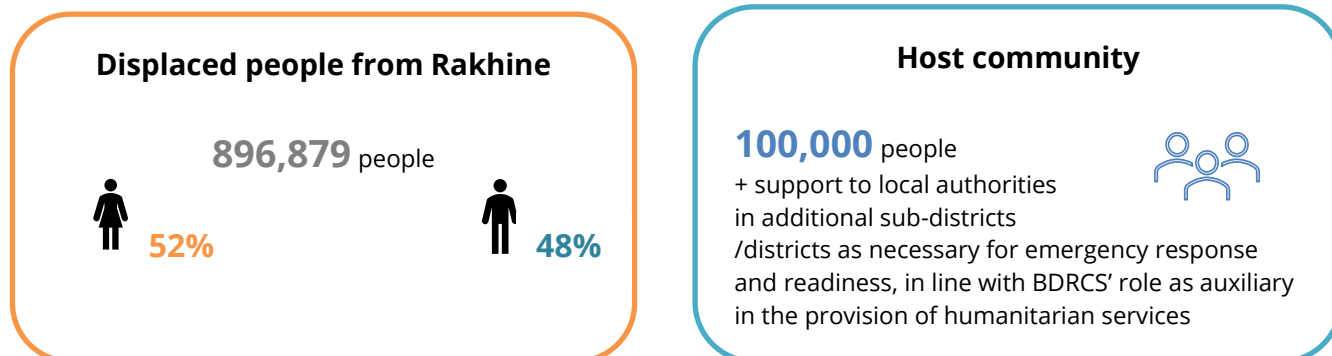 Displaced people from Rakhine
896,879 people
52%
48%
Host community
100,000 people
+ support to local authorities
in additional sub-districts
/districts as necessary for emergency response
and readiness, in line with BDRCS’ role as auxiliary
in the provision of humanitarian services